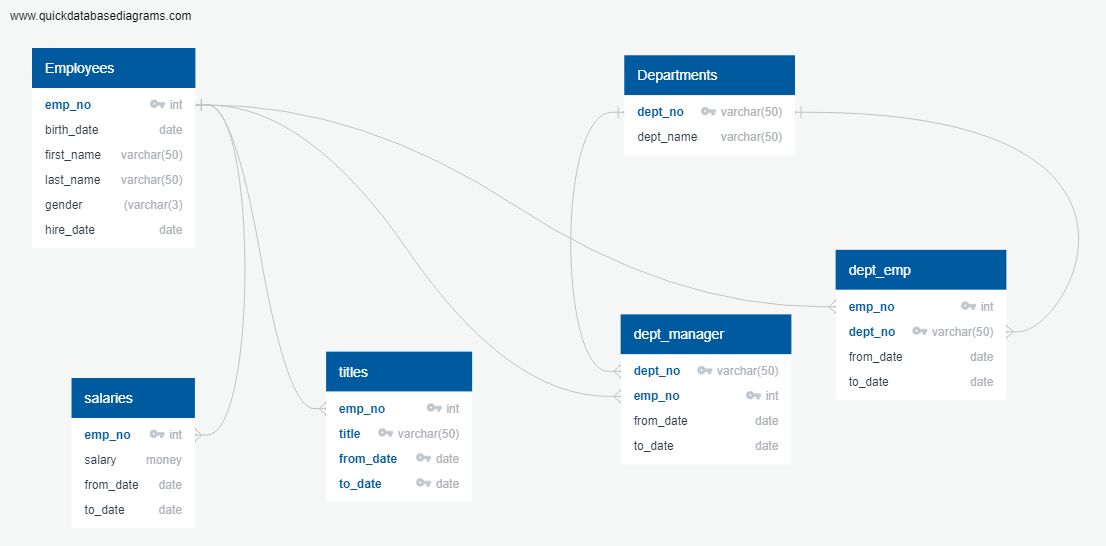 www.quickdatabasediagrams.com
Employees
emp_no int
birth_date date
first_name varchar(50)
last_name varchar(50)
gender (varchar(3)
hire_date date
Departments
dept_no varchar(50)
dept_name varchar(50)
dept_emp
emp_no int
dept_no varchar(50)
from_date date
to_date date
dept_manager
dept_no varchar(50)
emp_no int
from_date date
to_date date
titles
emp_no int
title varchar(50)
from_date date
to_date date
salaries
emp_no int
salary money
from_date date
to_date date